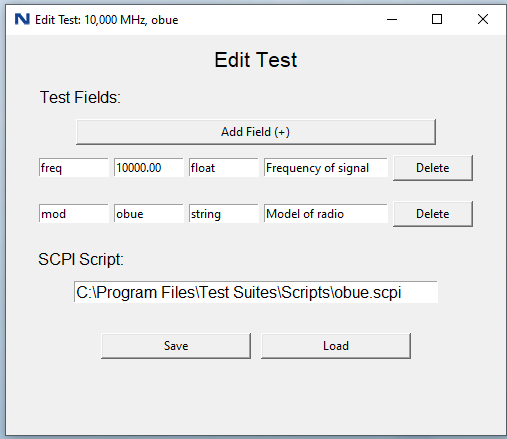 Edit Test: 10,000 MHz, obue
Edit Test
Test Fields:
Add Field (+)
freq 10000.00 float Frequency of signal Delete
mod obue string Model of radio Delete
SCPI Script:
C:\Program Files\Test Suites\Scripts\obue.scpi
Save Load